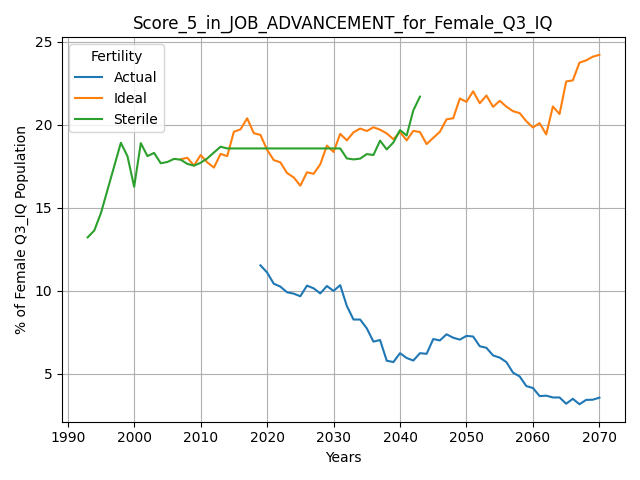 Score_5_in_JOB_ADVANCEMENT_for_Female_Q3_IQ
% of Female Q3_IQ Population
25
20
15
10
5
Fertility
Actual
Ideal
Sterile
1990 2000 2010 2020 2030 2040 2050 2060 2070
Years